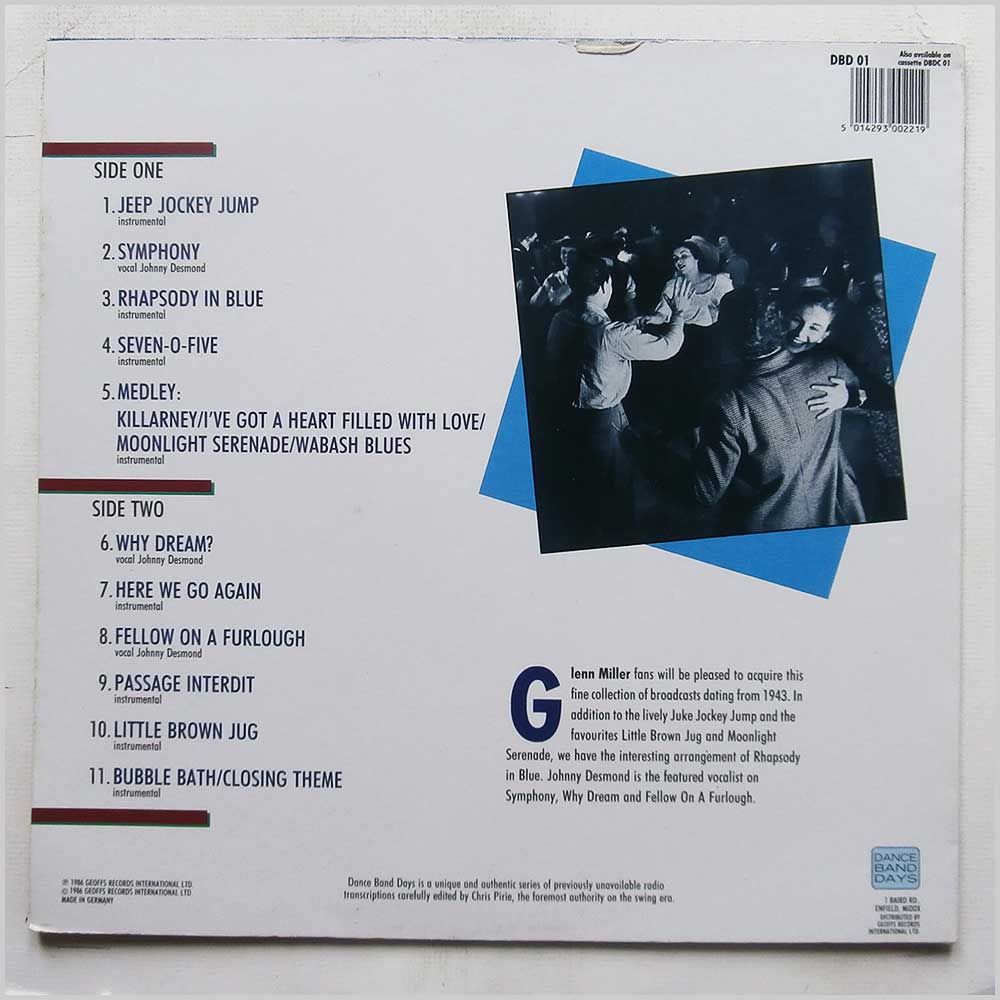 DBD 01
Also available on
cassette DBDC 01
5 014293 002219
SIDE ONE
1. JEEP JOCKEY JUMP
instrumental
2. SYMPHONY
vocal Johnny Desmond
3. RHAPSODY IN BLUE
instrumental
4. SEVEN-O-FIVE
instrumental
5. MEDLEY:
KILLARNEY/I'VE GOT A HEART FILLED WITH LOVE/
MOONLIGHT SERENADE/WABASH BLUES
instrumental
SIDE TWO
6. WHY DREAM?
vocal Johnny Desmond
7. HERE WE GO AGAIN
instrumental
8. FELLOW ON A FURLOUGH
vocal Johnny Desmond
9. PASSAGE INTERDIT
instrumental
10. LITTLE BROWN JUG
instrumental
11. BUBBLE BATH/CLOSING THEME
instrumental
Glenn Miller fans will be pleased to acquire this
fine collection of broadcasts dating from 1943. In
addition to the lively Juke Jockey Jump and the
favourites Little Brown Jug and Moonlight
Serenade, we have the interesting arrangement of Rhapsody
in Blue. Johnny Desmond is the featured vocalist on
Symphony, Why Dream and Fellow On A Furlough.
℗ 1986 GEOFFS RECORDS INTERNATIONAL LTD.
© 1986 GEOFFS RECORDS INTERNATIONAL LTD
MADE IN GERMANY
Dance Band Days is a unique and authentic series of previously unavailable radio
transcriptions carefully edited by Chris Pirie, the foremost authority on the swing era.
DANCE
BAND
DAYS
1 BAIRD RD.,
ENFIELD, MIDDX
DISTRIBUTED BY
GEOFFS RECORDS
INTERNATIONAL LTD.